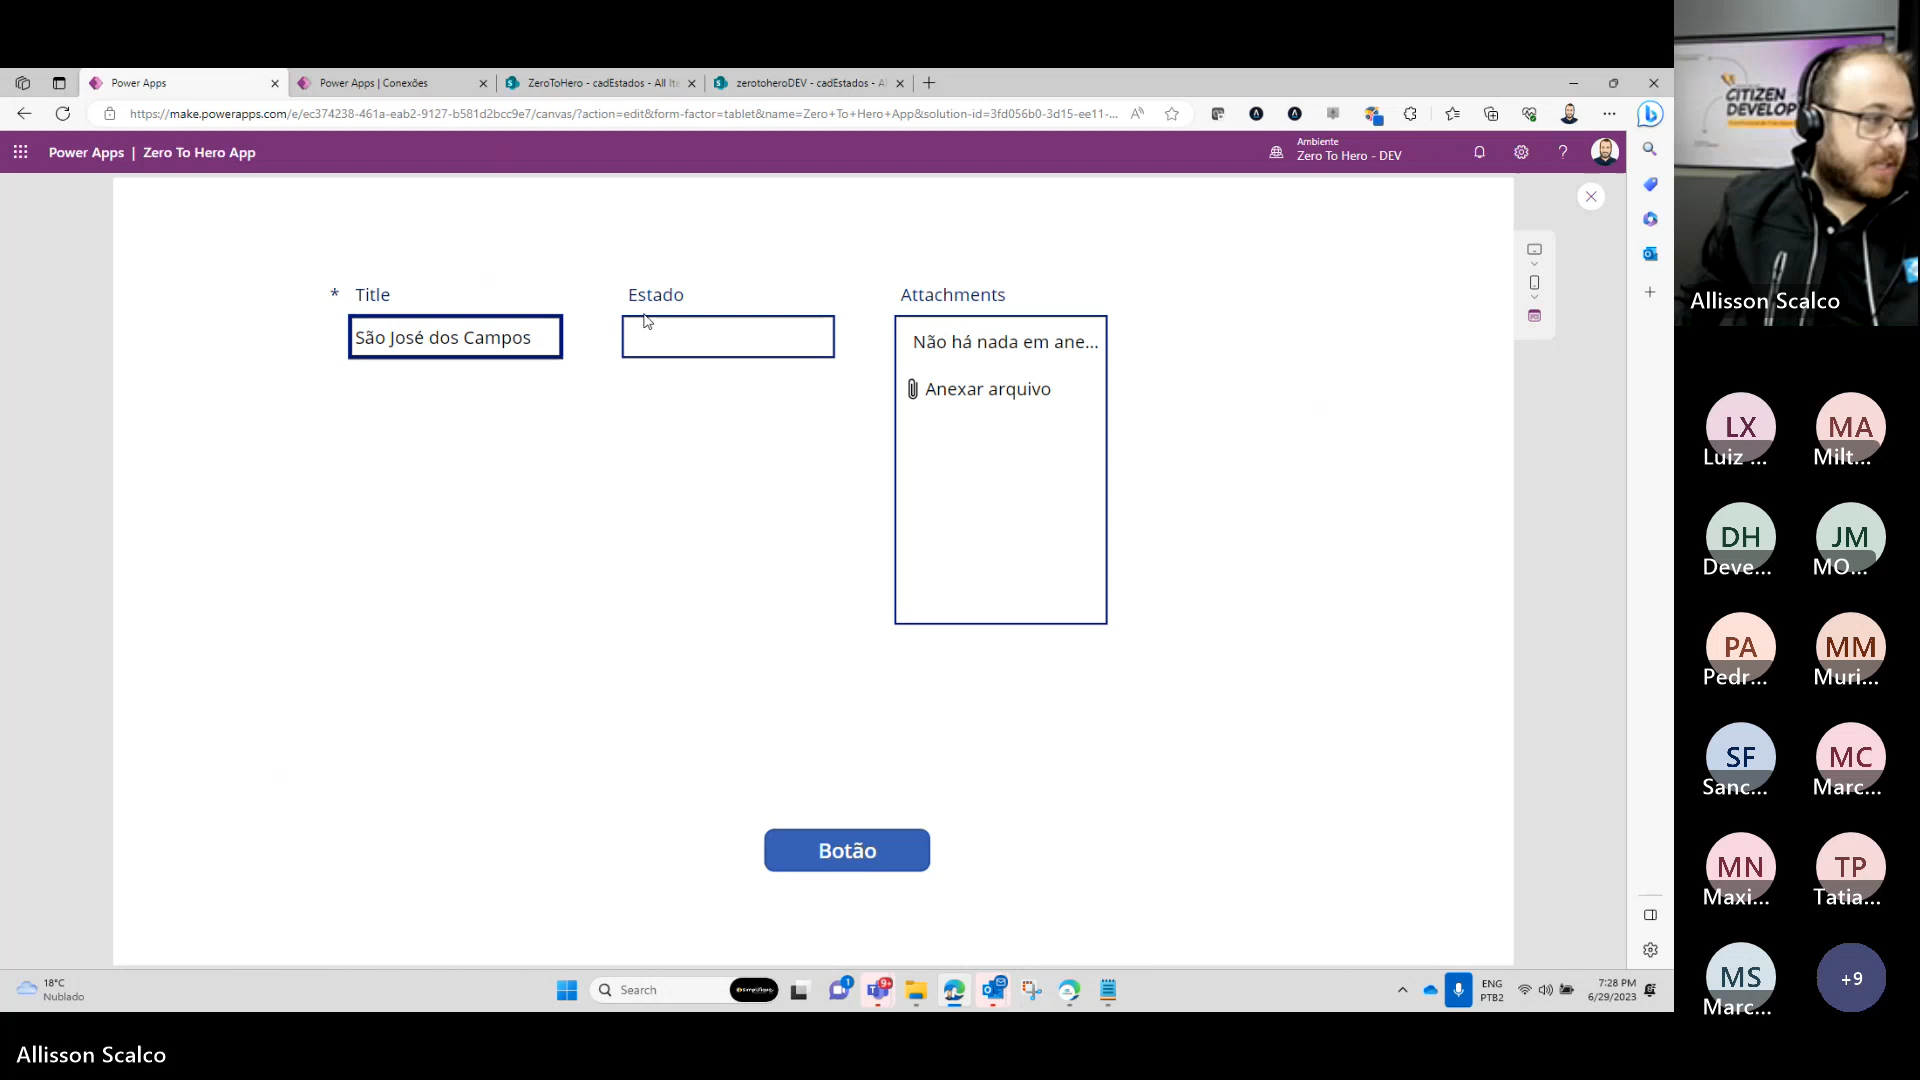 Power Apps
Power Apps | Conexões
ZeroToHero - cadEstados - All Ite
zerotoheroDEV - cadEstados - Al
https://make.powerapps.com/e/ec374238-461a-eab2-9127-b581d2bcc9e7/canvas/?action=edit&form-factor=tablet&name=Zero+To+Hero+App&solution-id=3fd056b0-3d15-ee11-...
Power Apps | Zero To Hero App
Ambiente
Zero To Hero - DEV
* Title
Estado
Attachments
São José dos Campos
Não há nada em ane...
Anexar arquivo
Botão
18°C
Nublado
Search
1
9+
ENG
PTB2
7:28 PM
6/29/2023
CITIZEN
DEVELOP
Allisson Scalco
LX
Luiz ...
MA
Milt...
DH
Deve...
JM
MO...
PA
Pedr...
MM
Muri...
SF
Sanc...
MC
Marc...
MN
Maxi...
TP
Tatia...
MS
Marc...
+9
Allisson Scalco